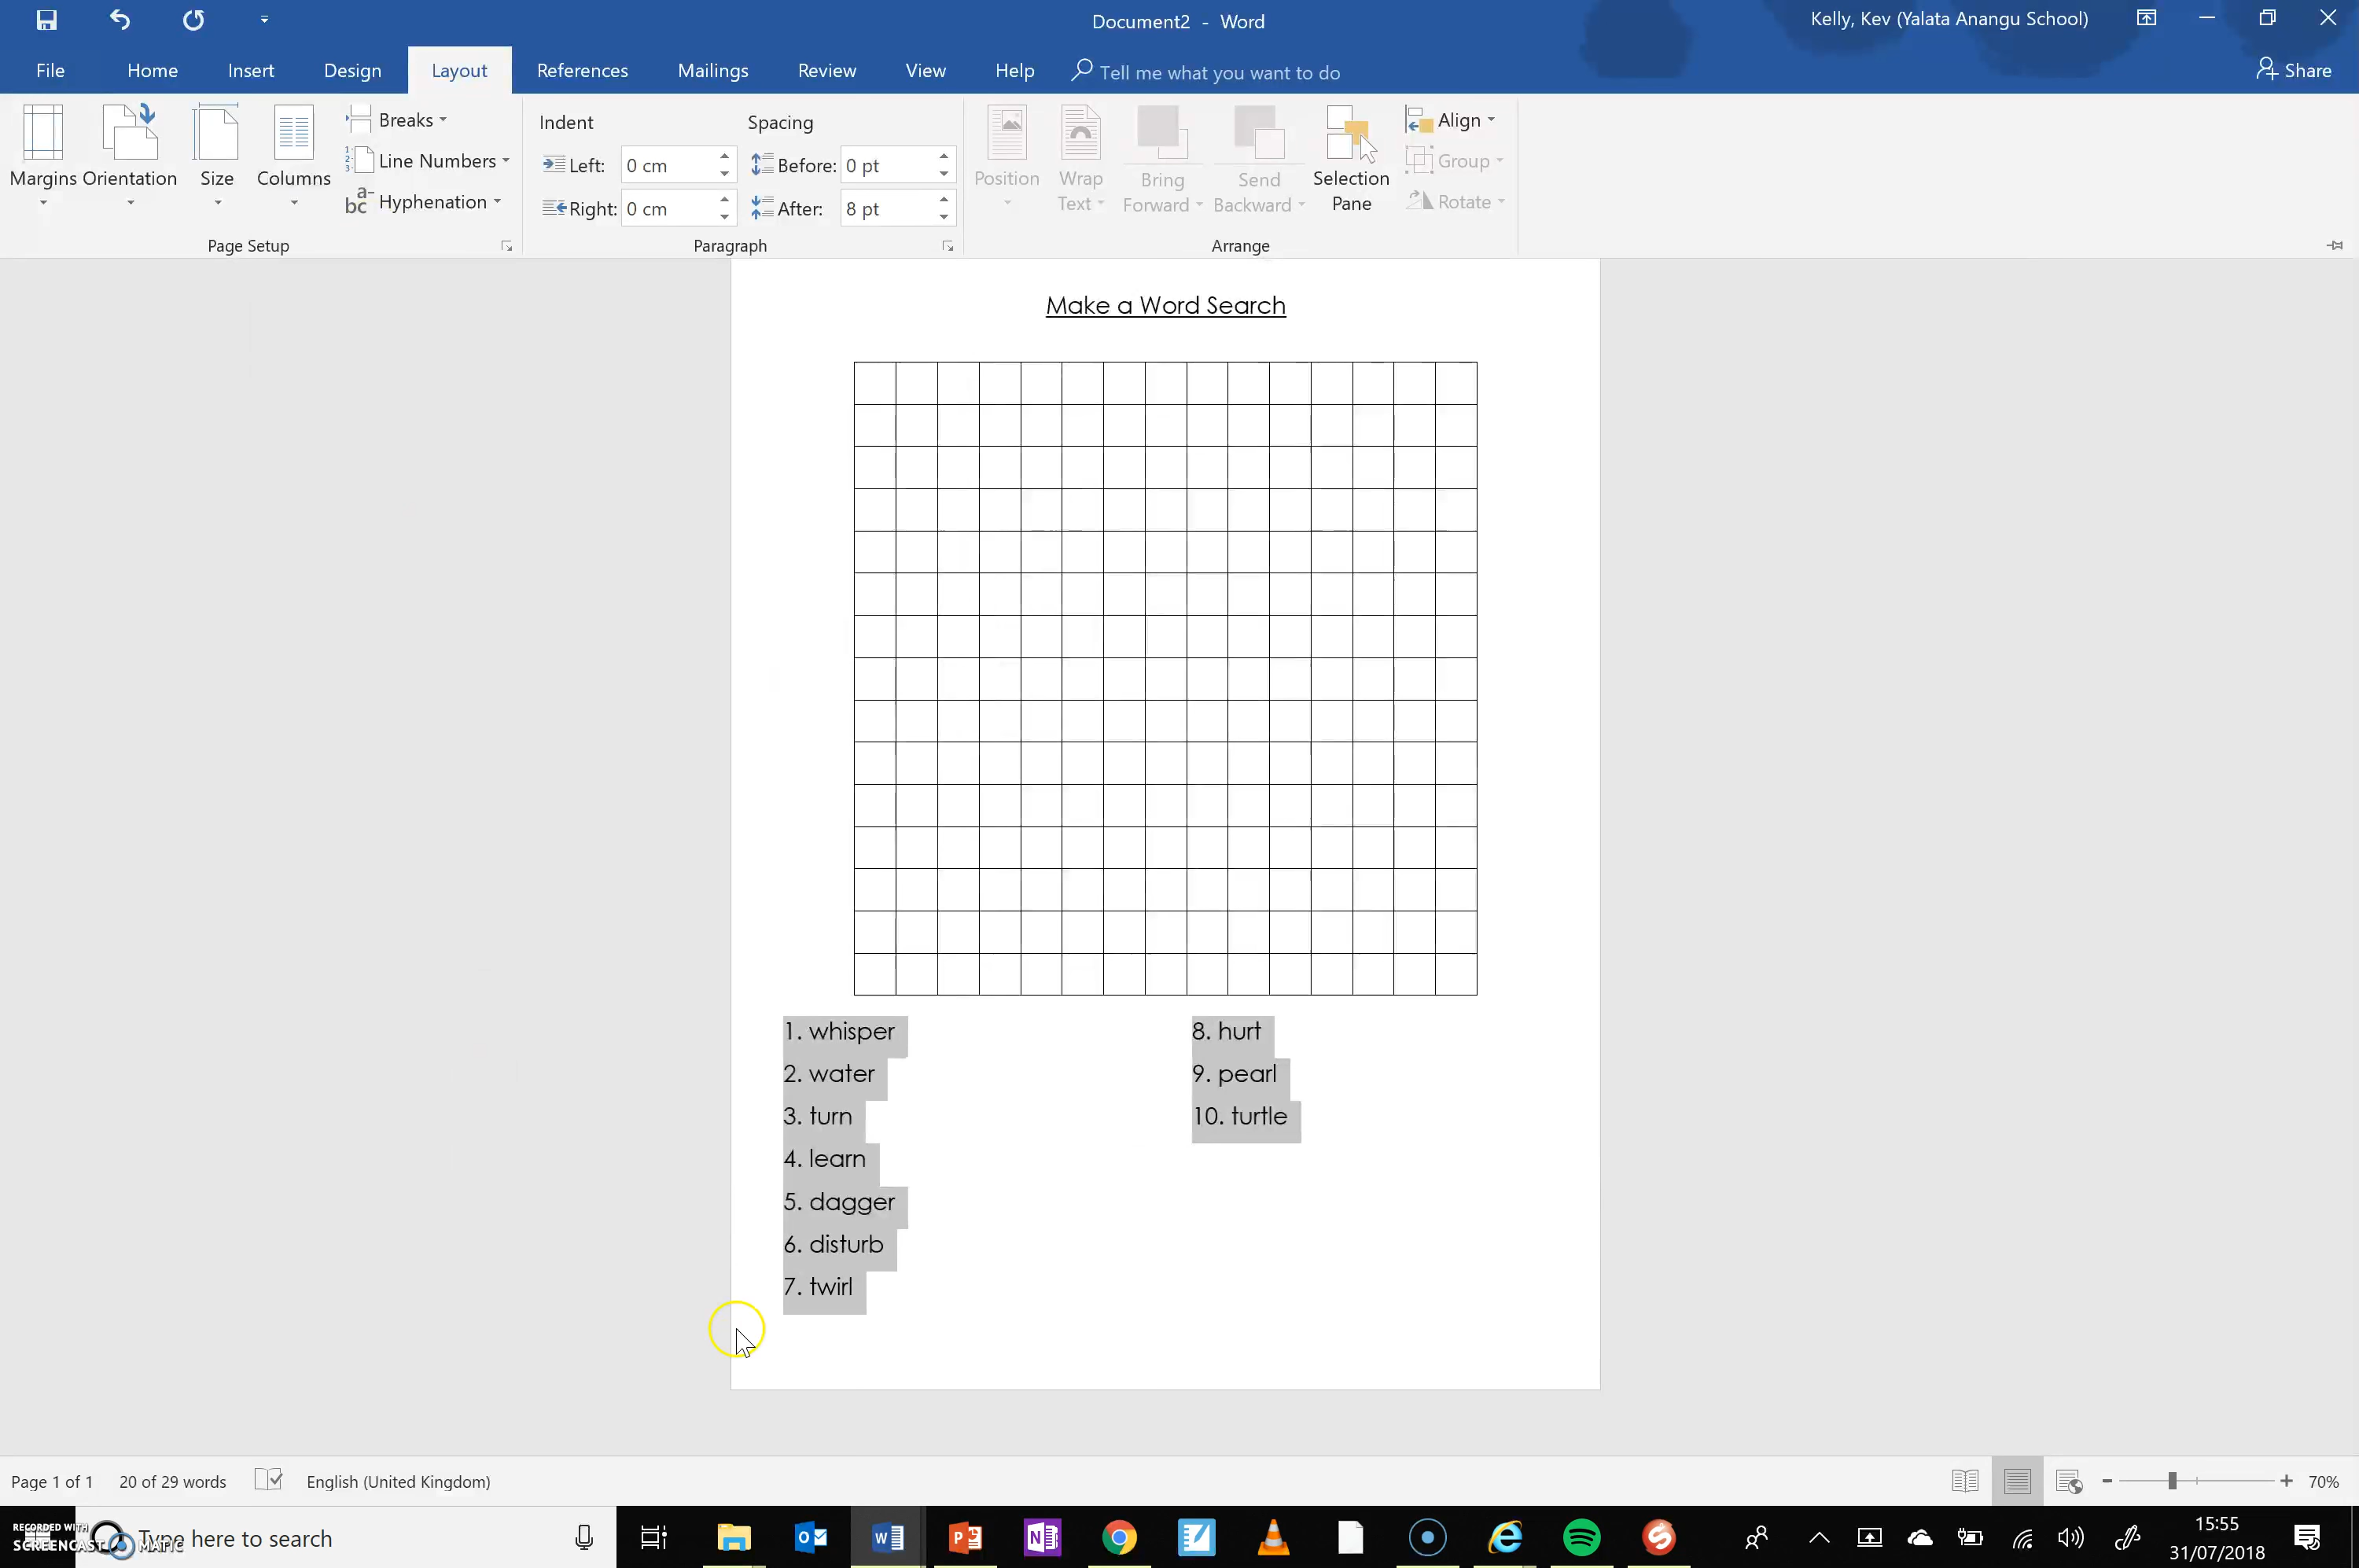 Document2 - Word
Kelly, Kev (Yalata Anangu School)
File Home Insert Design Layout References Mailings Review View Help Tell me what you want to do Share
Margins Orientation Size Columns
Breaks
Line Numbers
Hyphenation
Page Setup
Indent Spacing
Left: 0 cm Before: 0 pt
Right: 0 cm After: 8 pt
Paragraph
Position
Wrap
Text
Bring
Forward
Send
Backward
Selection
Pane
Align
Group
Rotate
Arrange
Make a Word Search
1. whisper
2. water
3. turn
4. learn
5. dagger
6. disturb
7. twirl
8. hurt
9. pearl
10. turtle
Page 1 of 1 20 of 29 words English (United Kingdom) 70%
RECORDED WITH
SCREENCAST MATIC
Type here to search
15:55
31/07/2018